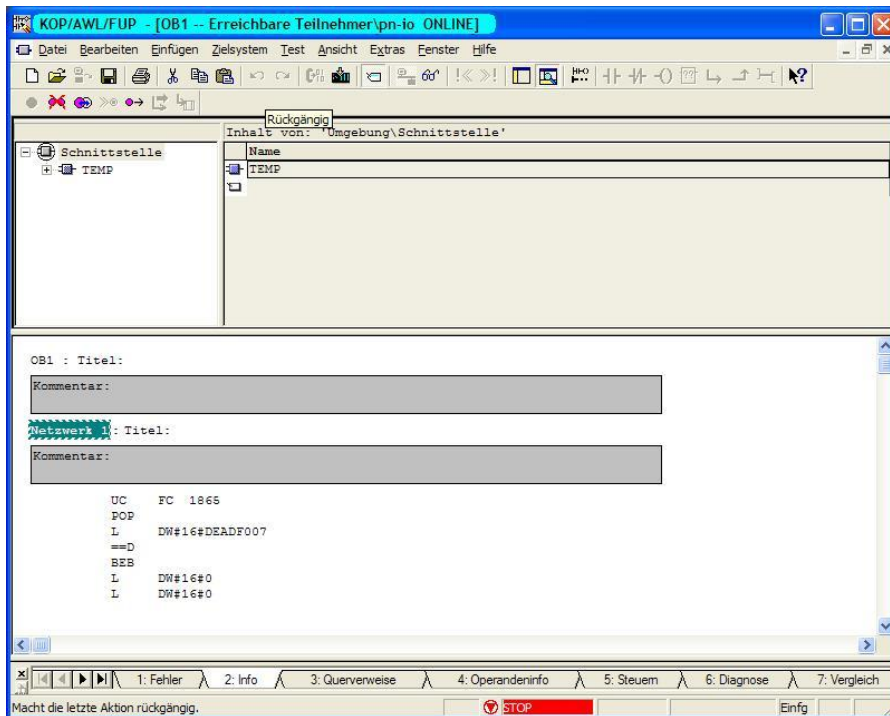 KOP/AWL/FUP - [OB1 -- Erreichbare Teilnehmer\pn-io ONLINE]
Datei Bearbeiten Einfügen Zielsystem Test Ansicht Extras Fenster Hilfe
Rückgängig
Inhalt von: 'Umgebung\Schnittstelle'
Schnittstelle
Name
TEMP
TEMP
OB1 : Titel:
Kommentar:
Netzwerk 1: Titel:
Kommentar:
UC FC 1865
POP
L DW#16#DEADF007
==D
BEB
L DW#16#0
L DW#16#0
1: Fehler 2: Info 3: Querverweise 4: Operandeninfo 5: Steuern 6: Diagnose 7: Vergleich
Macht die letzte Aktion rückgängig. STOP Einfg